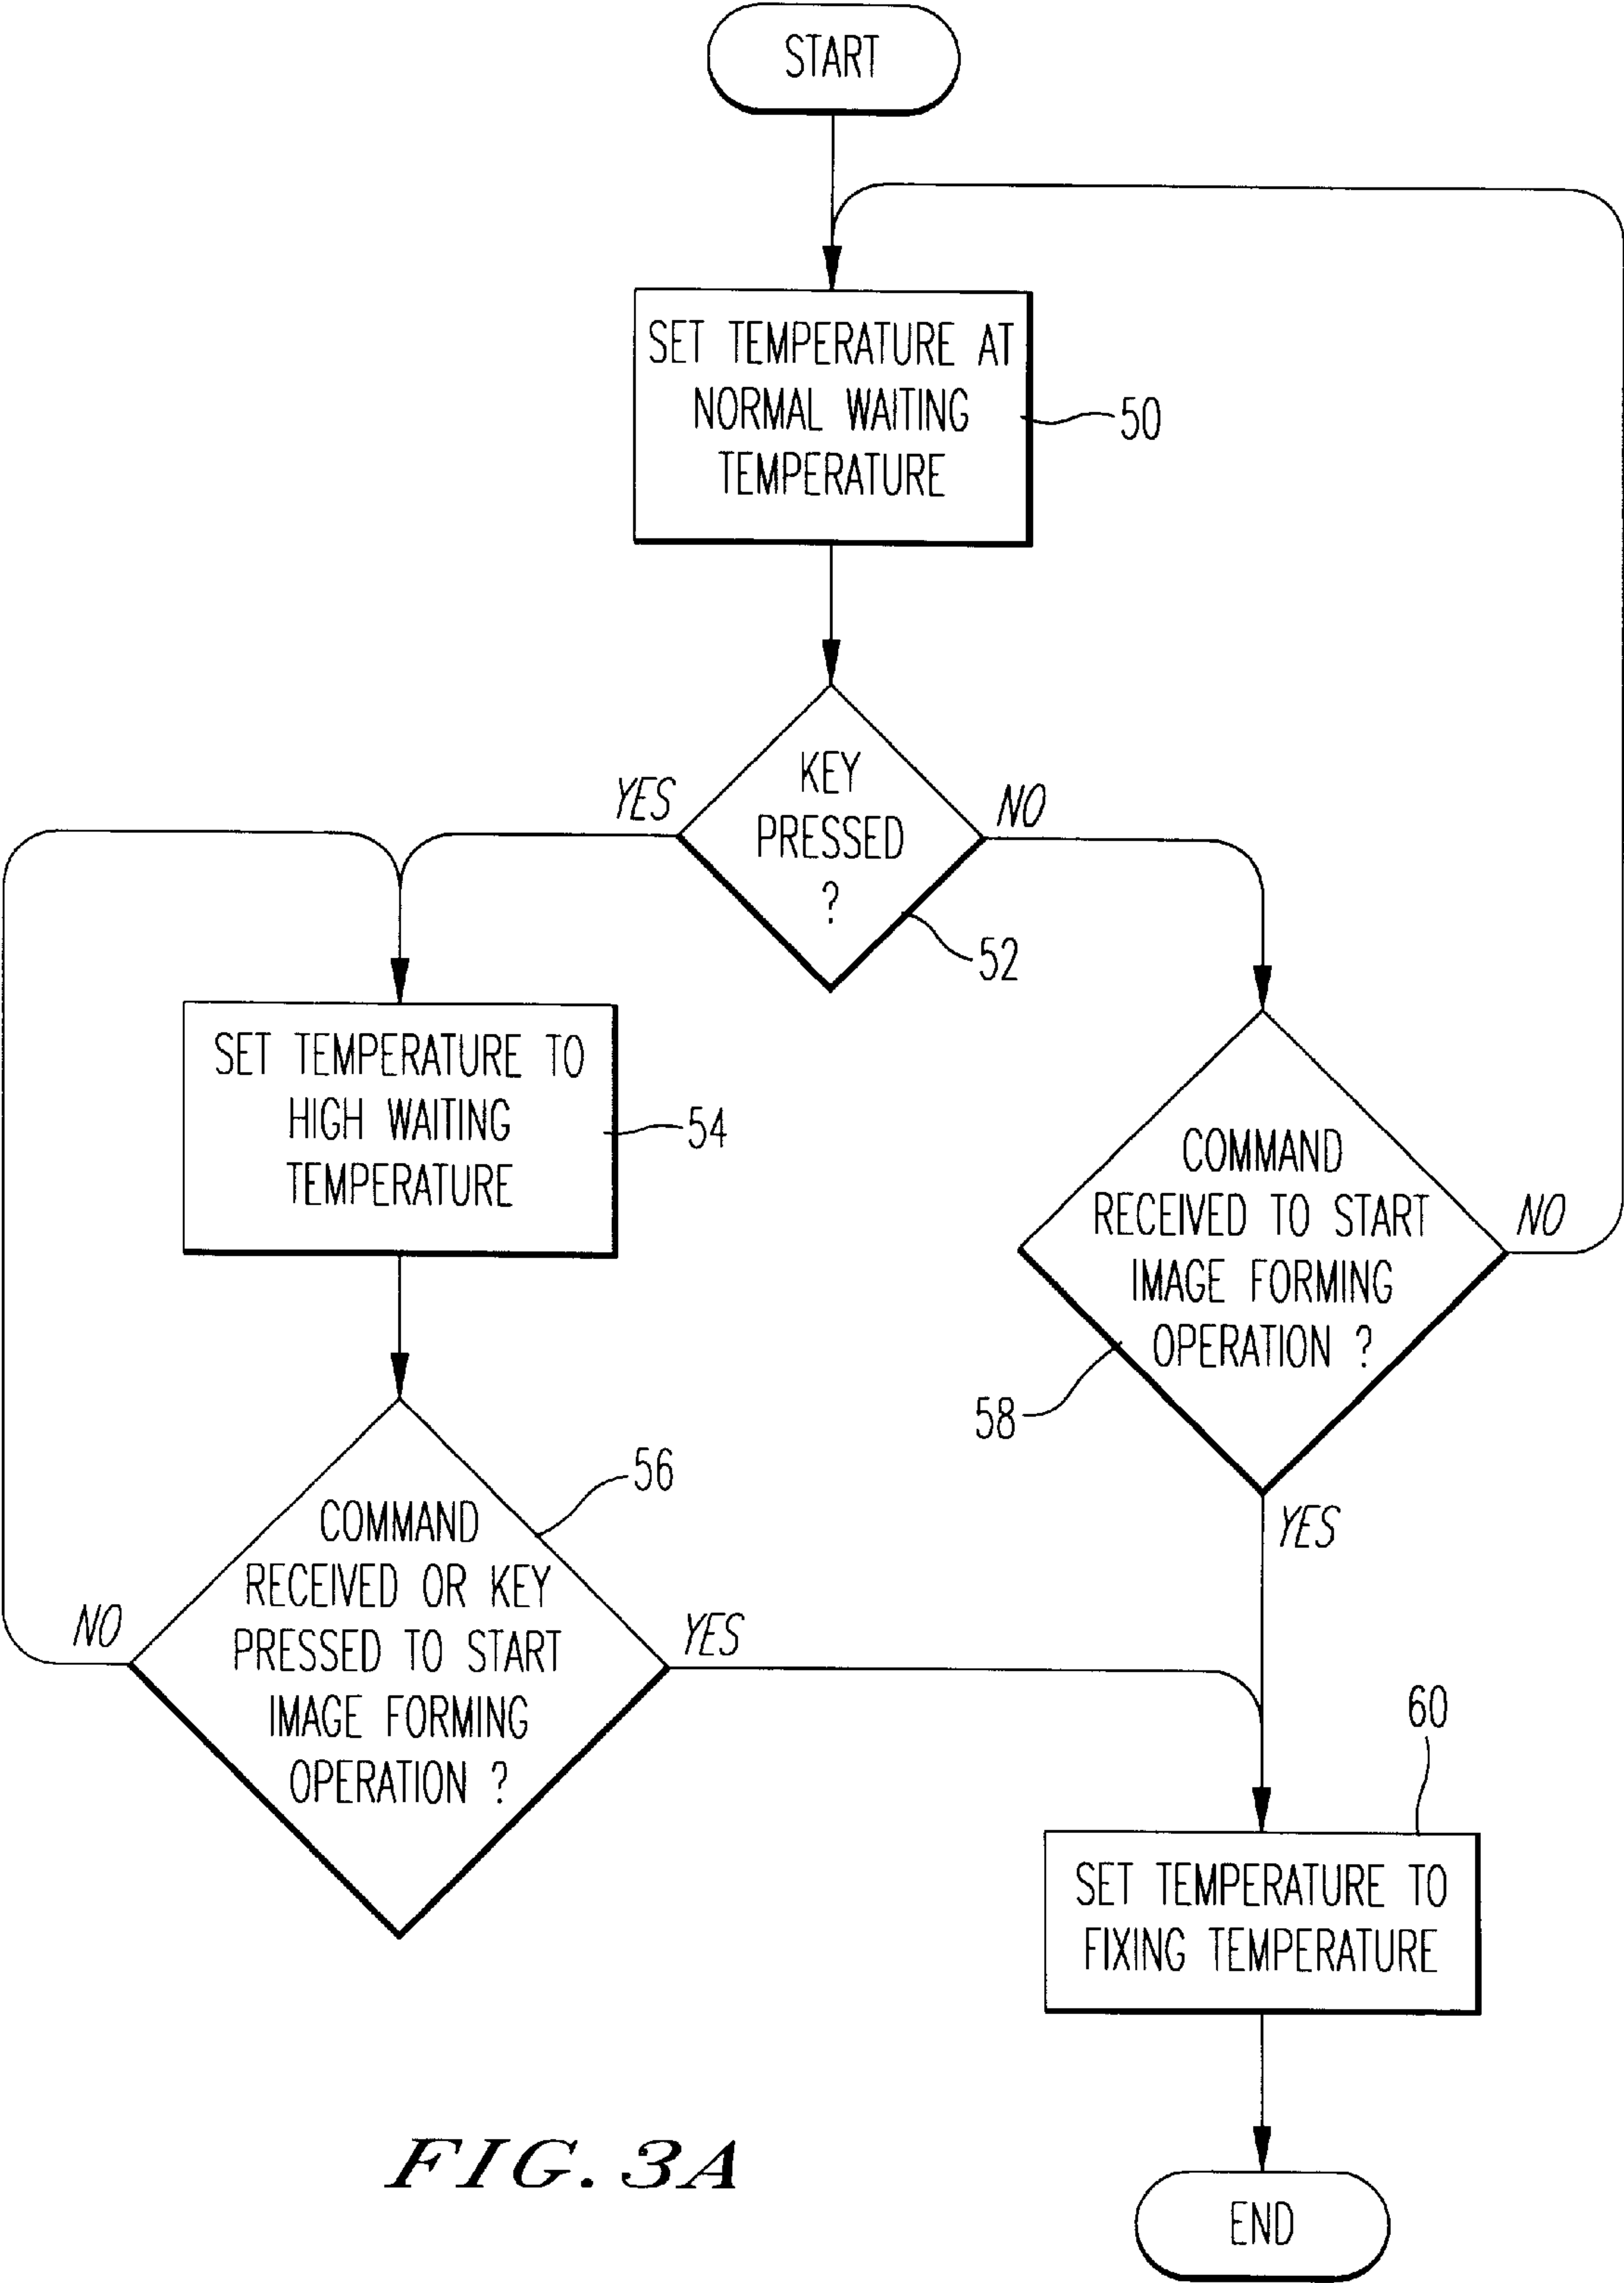 START
SET TEMPERATURE AT
NORMAL WAITING
TEMPERATURE
50
KEY
PRESSED
?
YES
NO
52
SET TEMPERATURE TO
HIGH WAITING
TEMPERATURE
54
COMMAND
RECEIVED TO START
IMAGE FORMING
OPERATION ?
NO
58
YES
56
COMMAND
RECEIVED OR KEY
PRESSED TO START
IMAGE FORMING
OPERATION ?
NO
YES
60
SET TEMPERATURE TO
FIXING TEMPERATURE
END
FIG. 3A